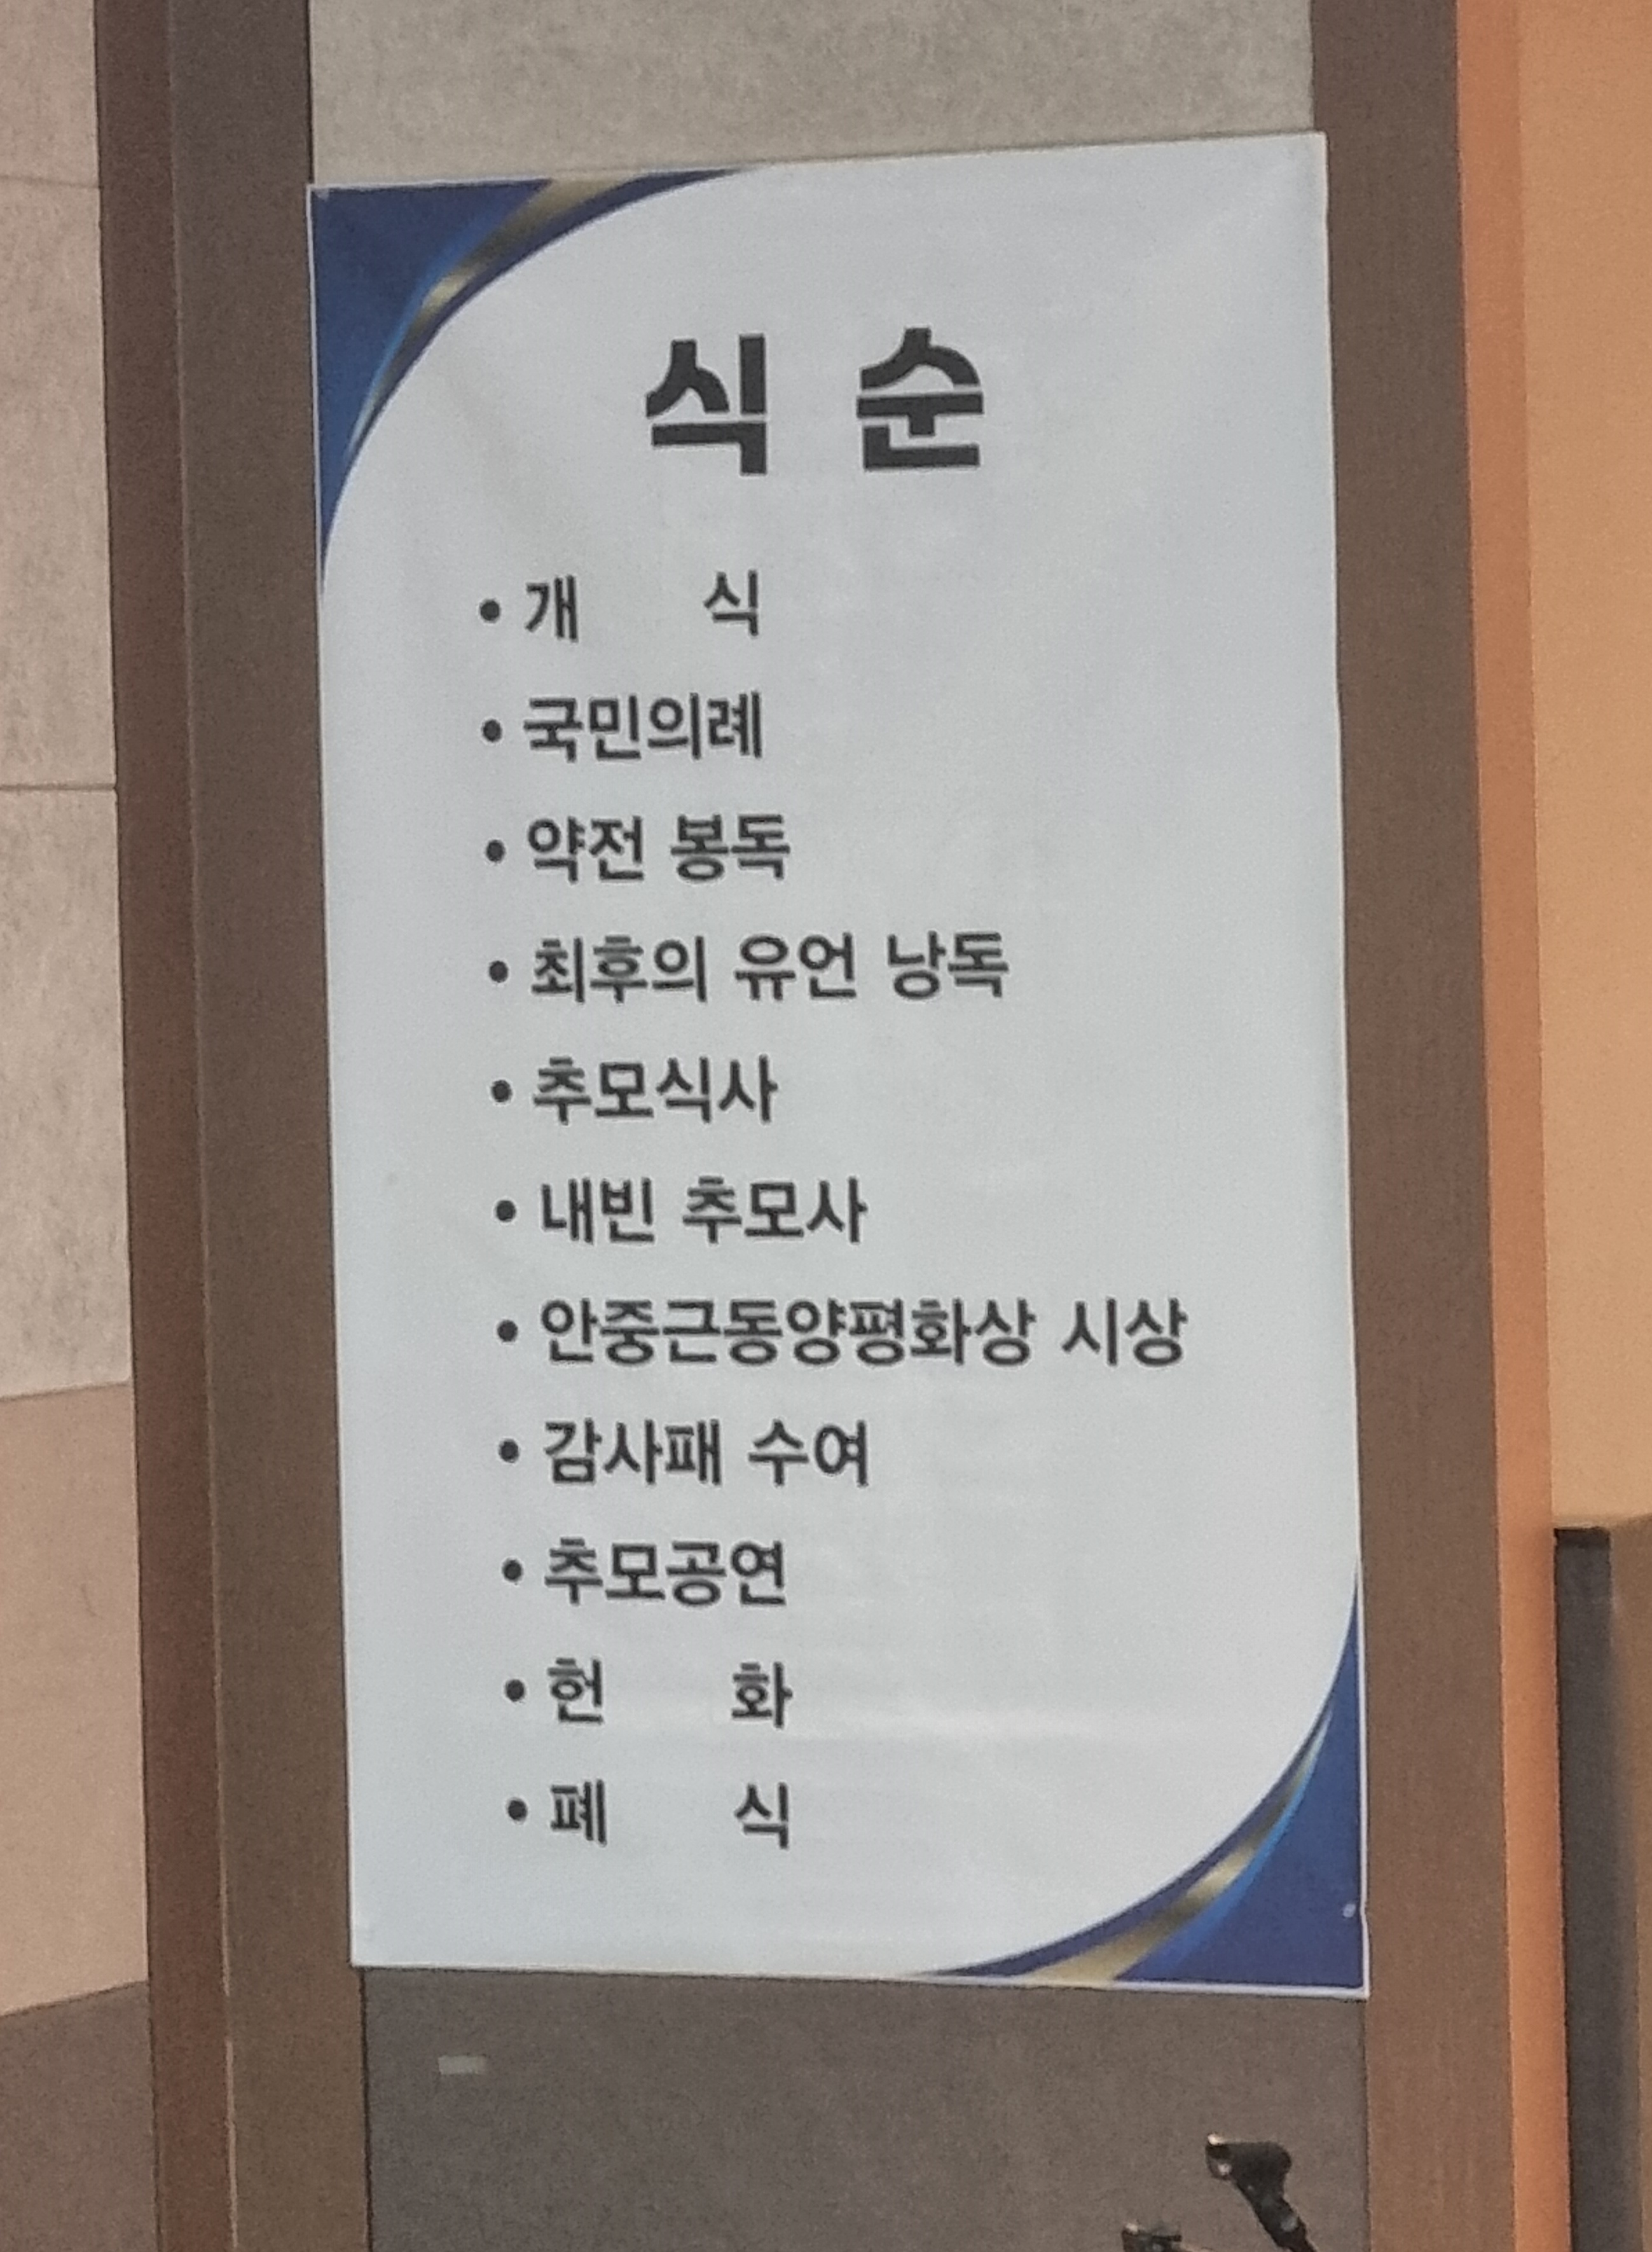 식 순
• 개 식
• 국민의례
• 약전 봉독
• 최후의 유언 낭독
• 추모식사
• 내빈 추모사
• 안중근동양평화상 시상
• 감사패 수여
• 추모공연
• 헌 화
• 폐 식